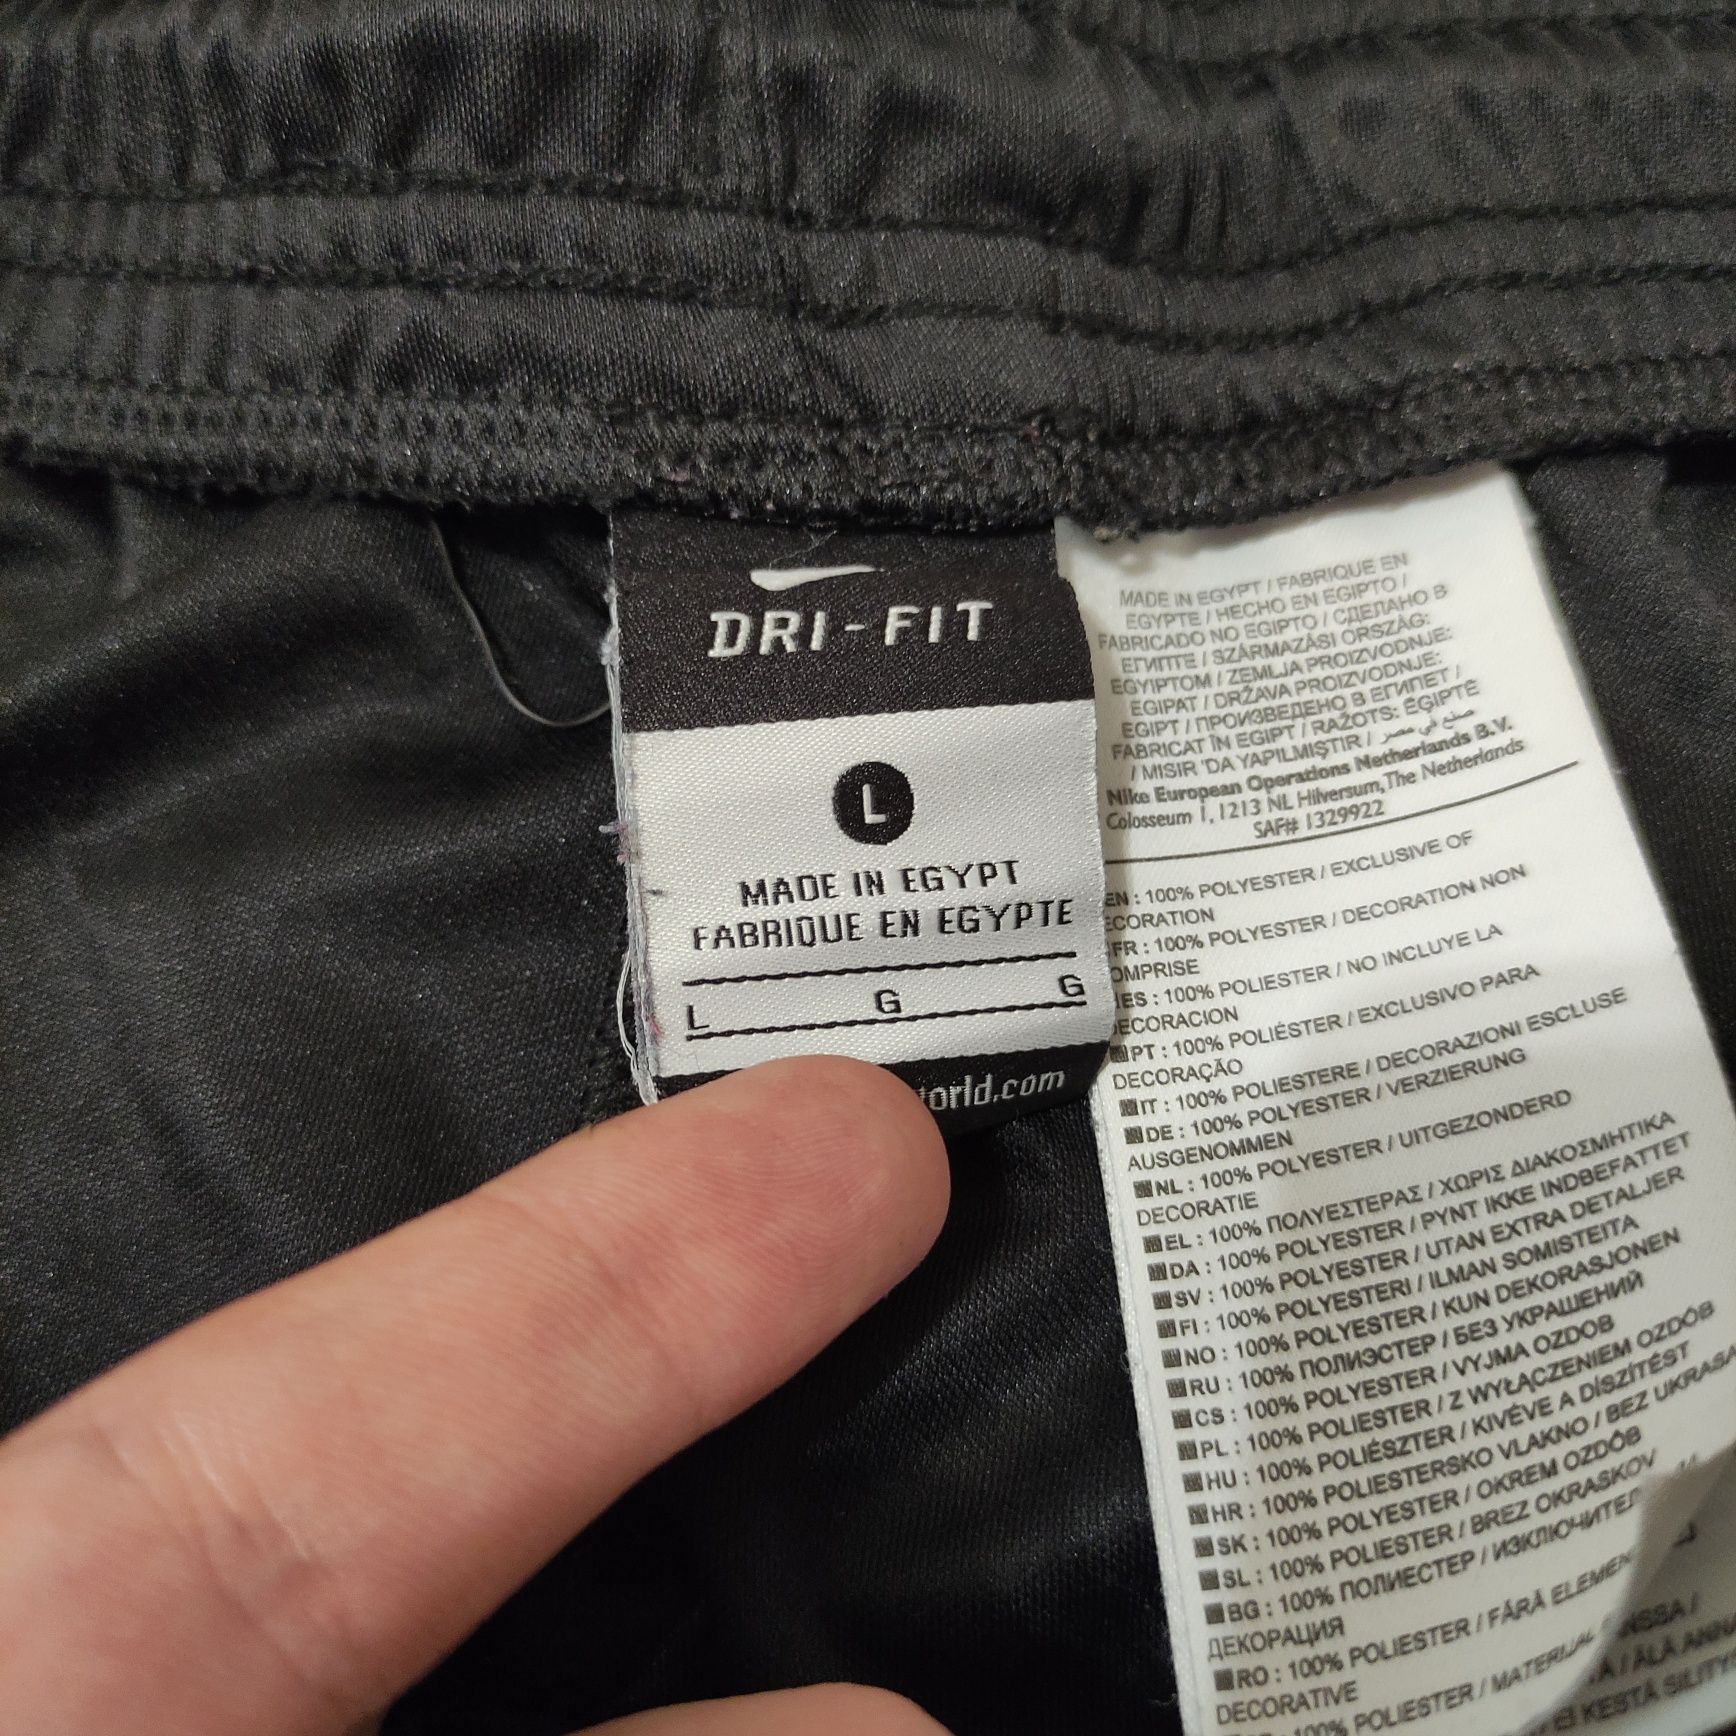 DRI-FIT
L
MADE IN EGYPT
FABRIQUE EN EGYPTE
L G G
MADE IN EGYPT / FABRIQUE EN
EGYPTE / HECHO EN EGIPTO /
FABRICADO NO EGIPTO / СДЕЛАНО В
ЕГИПТЕ / SZÁRMAZÁSI ORSZÁG:
EGYIPTOM / ZEMLJA PROIZVODNJE:
EGIPAT / DRŽAVA PROIZVODNJE:
EGIPT / ПРОИЗВЕДЕНО В ЕГИПЕТ /
FABRICAT ÎN EGIPT / RAŽOTS: ĒĢIPTĒ
/ MISIR 'DA YAPILMIŞTIR / صنع في مصر
Nike European Operations Netherlands B.V.
Colosseum 1, 1213 NL Hilversum, The Netherlands
SAF# 1329922
EN : 100% POLYESTER / EXCLUSIVE OF
ECORATION
FR : 100% POLYESTER / DECORATION NON
OMPRISE
ES : 100% POLYESTER / NO INCLUYE LA
ECORACION
PT : 100% POLIÉSTER / EXCLUSIVO PARA
DECORAÇÃO
IT : 100% POLIESTERE / DECORAZIONI ESCLUSE
DE : 100% POLYESTER / VERZIERUNG
AUSGENOMMEN
NL : 100% POLYESTER / UITGEZONDERD
DECORATIE
EL : 100% ΠΟΛΥΕΣΤΕΡΑΣ / ΧΩΡΙΣ ΔΙΑΚΟΣΜΗΤΙΚΑ
DA : 100% POLYESTER / PYNT IKKE INDBEFATTET
SV : 100% POLYESTER / UTAN EXTRA DETALJER
FI : 100% POLYESTERI / ILMAN SOMISTEITA
NO : 100% POLYESTER / KUN DEKORASJONEN
RU : 100% ПОЛИЭСТЕР / БЕЗ УКРАШЕНИЙ
CS : 100% POLYESTER / VYJMA OZDOB
PL : 100% POLIESTER / Z WYŁĄCZENIEM OZDÓB
HU : 100% POLIÉSZTER / KIVÉVE A DÍSZÍTÉST
HR : 100% POLIESTERSKO VLAKNO / BEZ UKRASA
SK : 100% POLYESTER / OKREM OZDÔB
SL : 100% POLIESTER / BREZ OKRASKOV
BG : 100% ПОЛИЕСТЕР /
ДЕКОРАЦИЯ
RO : 100% POLIESTER / FĂRĂ
DECORATIVE
100% POLYESTER /